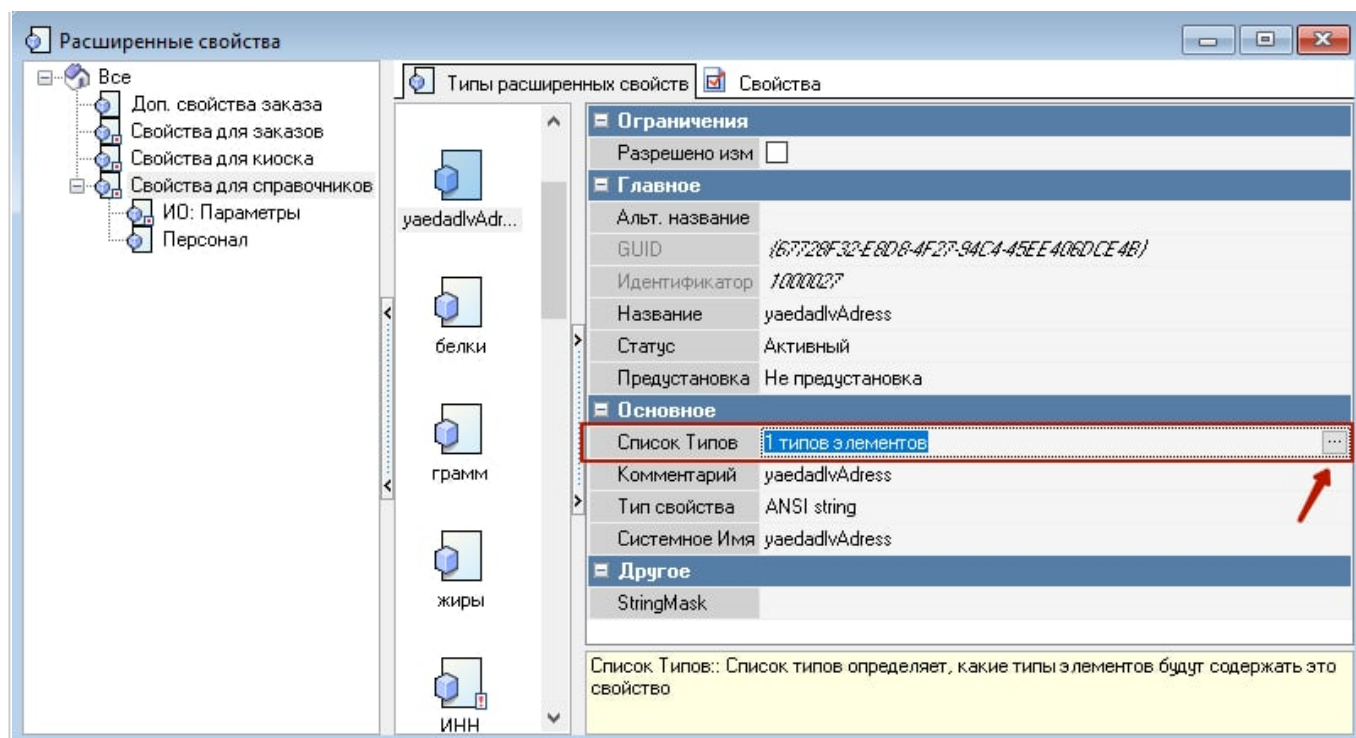 Расширенные свойства
Все
Доп. свойства заказа
Свойства для заказов
Свойства для киоска
Свойства для справочников
ИО: Параметры
Персонал
Типы расширенных свойств
Свойства
yaedadlvAdr...
белки
грамм
жиры
ИНН
Ограничения
Разрешено изм
Главное
Альт. название
GUID {67728F32-E8D8-4F27-94C4-45EE406DCE4B}
Идентификатор 1000027
Название yaedadlvAdress
Статус Активный
Предустановка Не предустановка
Основное
Список Типов 1 типов элементов ...
Комментарий yaedadlvAdress
Тип свойства ANSI string
Системное Имя yaedadlvAdress
Другое
StringMask
Список Типов:: Список типов определяет, какие типы элементов будут содержать это
свойство